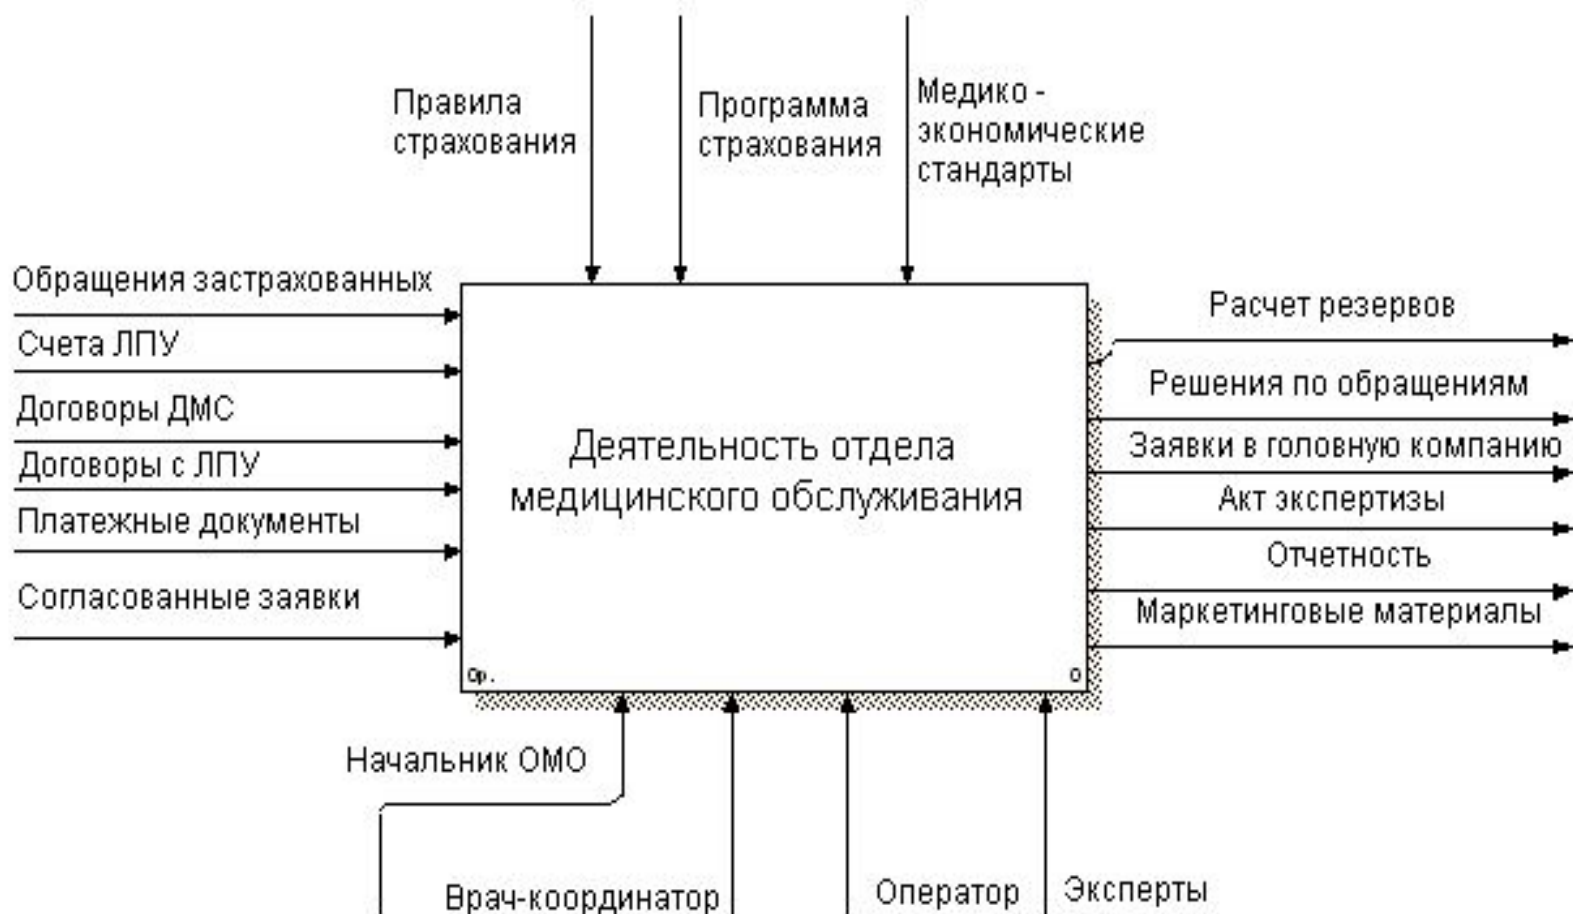 Правила
страхования
Программа
страхования
Медико -
экономические
стандарты
Обращения застрахованных
Счета ЛПУ
Договоры ДМС
Договоры с ЛПУ
Платежные документы
Согласованные заявки
Деятельность отдела
медицинского обслуживания
0р.
0
Расчет резервов
Решения по обращениям
Заявки в головную компанию
Акт экспертизы
Отчетность
Маркетинговые материалы
Начальник ОМО
Врач-координатор
Оператор
Эксперты